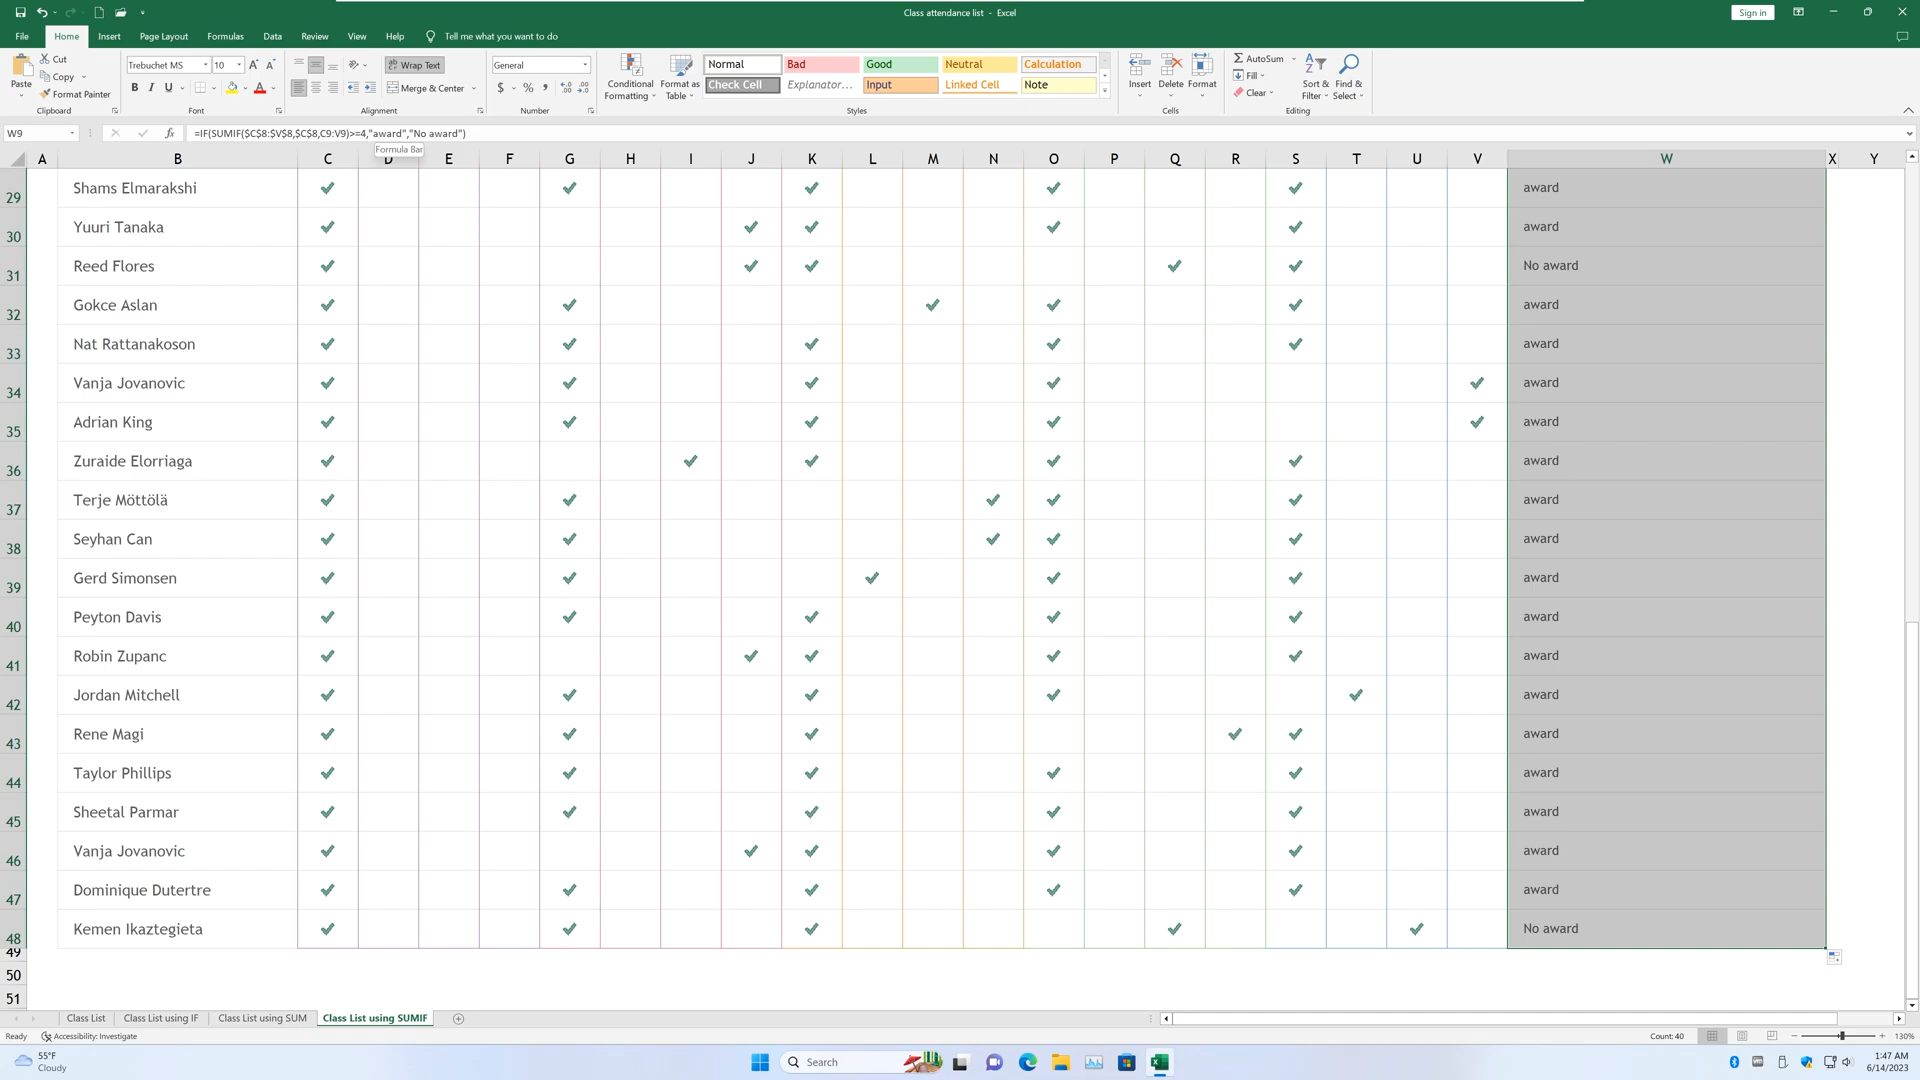 Class attendance list - Excel
Sign in
File Home Insert Page Layout Formulas Data Review View Help Tell me what you want to do
Paste
Cut
Copy
Format Painter
Clipboard
Trebuchet MS 10
B I U
Font
Wrap Text
Merge & Center
Alignment
General
$ % ,
Number
Conditional Formatting
Format as Table
Normal Bad Good Neutral Calculation
Check Cell Explanator... Input Linked Cell Note
Styles
Insert Delete Format
Cells
AutoSum
Fill
Clear
Sort & Filter
Find & Select
Editing
W9 fx =IF(SUMIF($C$8:$V$8,$C$8,C9:V9)>=4,"award","No award")
Formula Bar
A B C D E F G H I J K L M N O P Q R S T U V W X Y
29 Shams Elmarakshi award
30 Yuuri Tanaka award
31 Reed Flores No award
32 Gokce Aslan award
33 Nat Rattanakoson award
34 Vanja Jovanovic award
35 Adrian King award
36 Zuraide Elorriaga award
37 Terje Möttölä award
38 Seyhan Can award
39 Gerd Simonsen award
40 Peyton Davis award
41 Robin Zupanc award
42 Jordan Mitchell award
43 Rene Magi award
44 Taylor Phillips award
45 Sheetal Parmar award
46 Vanja Jovanovic award
47 Dominique Dutertre award
48 Kemen Ikaztegieta No award
49
50
51
Class List Class List using IF Class List using SUM Class List using SUMIF
Ready Accessibility: Investigate Count: 40 130%
55°F
Cloudy
Search
1:47 AM
6/14/2023